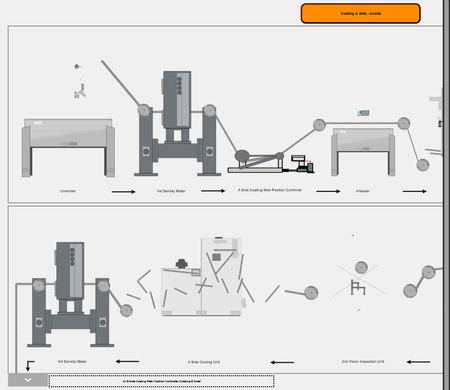 Coating A Side - Anode
Unwinder
1st Density Meter
A Side Coating Web Position Controller
Infeeder
3rd Density Meter
A Side Coating Unit
2nd Vision Inspection Unit